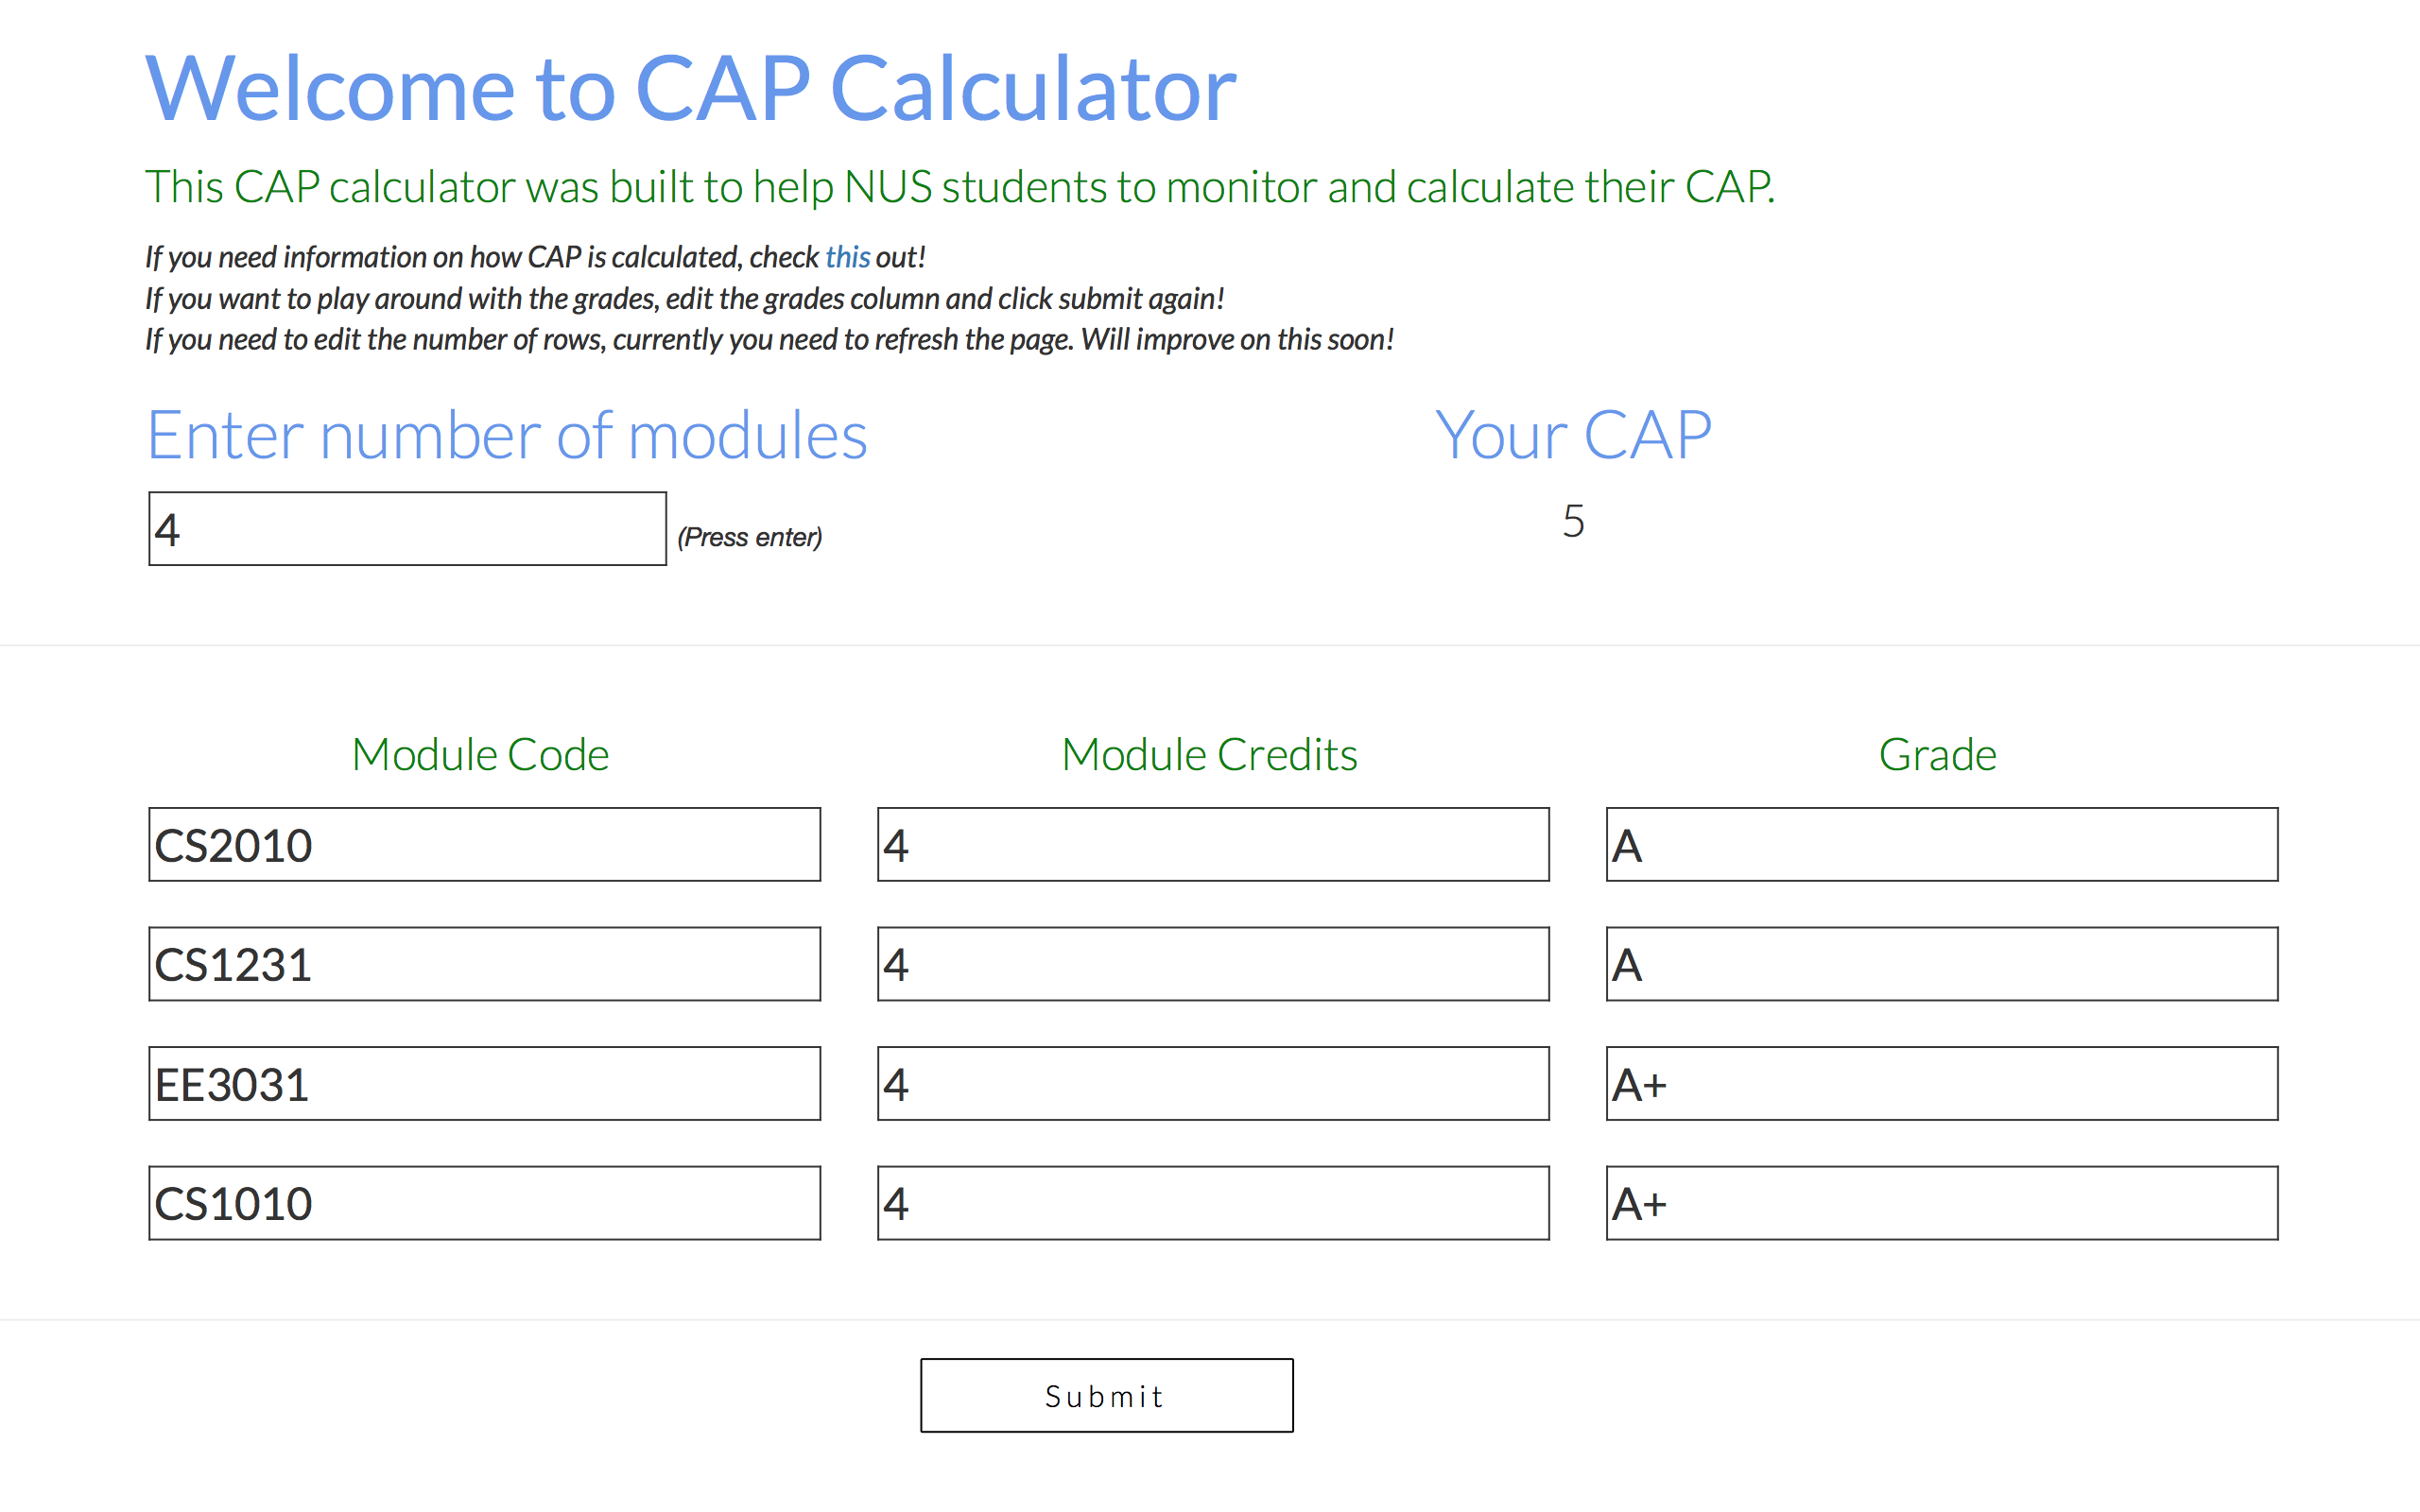 Welcome to CAP Calculator
This CAP calculator was built to help NUS students to monitor and calculate their CAP.
If you need information on how CAP is calculated, check this out!
If you want to play around with the grades, edit the grades column and click submit again!
If you need to edit the number of rows, currently you need to refresh the page. Will improve on this soon!
Enter number of modules
4 (Press enter)
Your CAP
5
Module Code Module Credits Grade
CS2010 4 A
CS1231 4 A
EE3031 4 A+
CS1010 4 A+
Submit